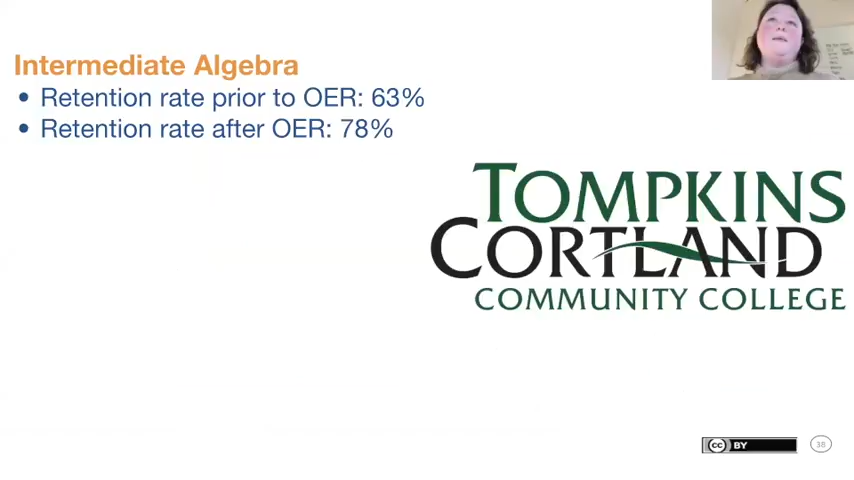 Intermediate Algebra
• Retention rate prior to OER: 63%
• Retention rate after OER: 78%
TOMPKINS
CORTLAND
COMMUNITY COLLEGE
cc BY
38